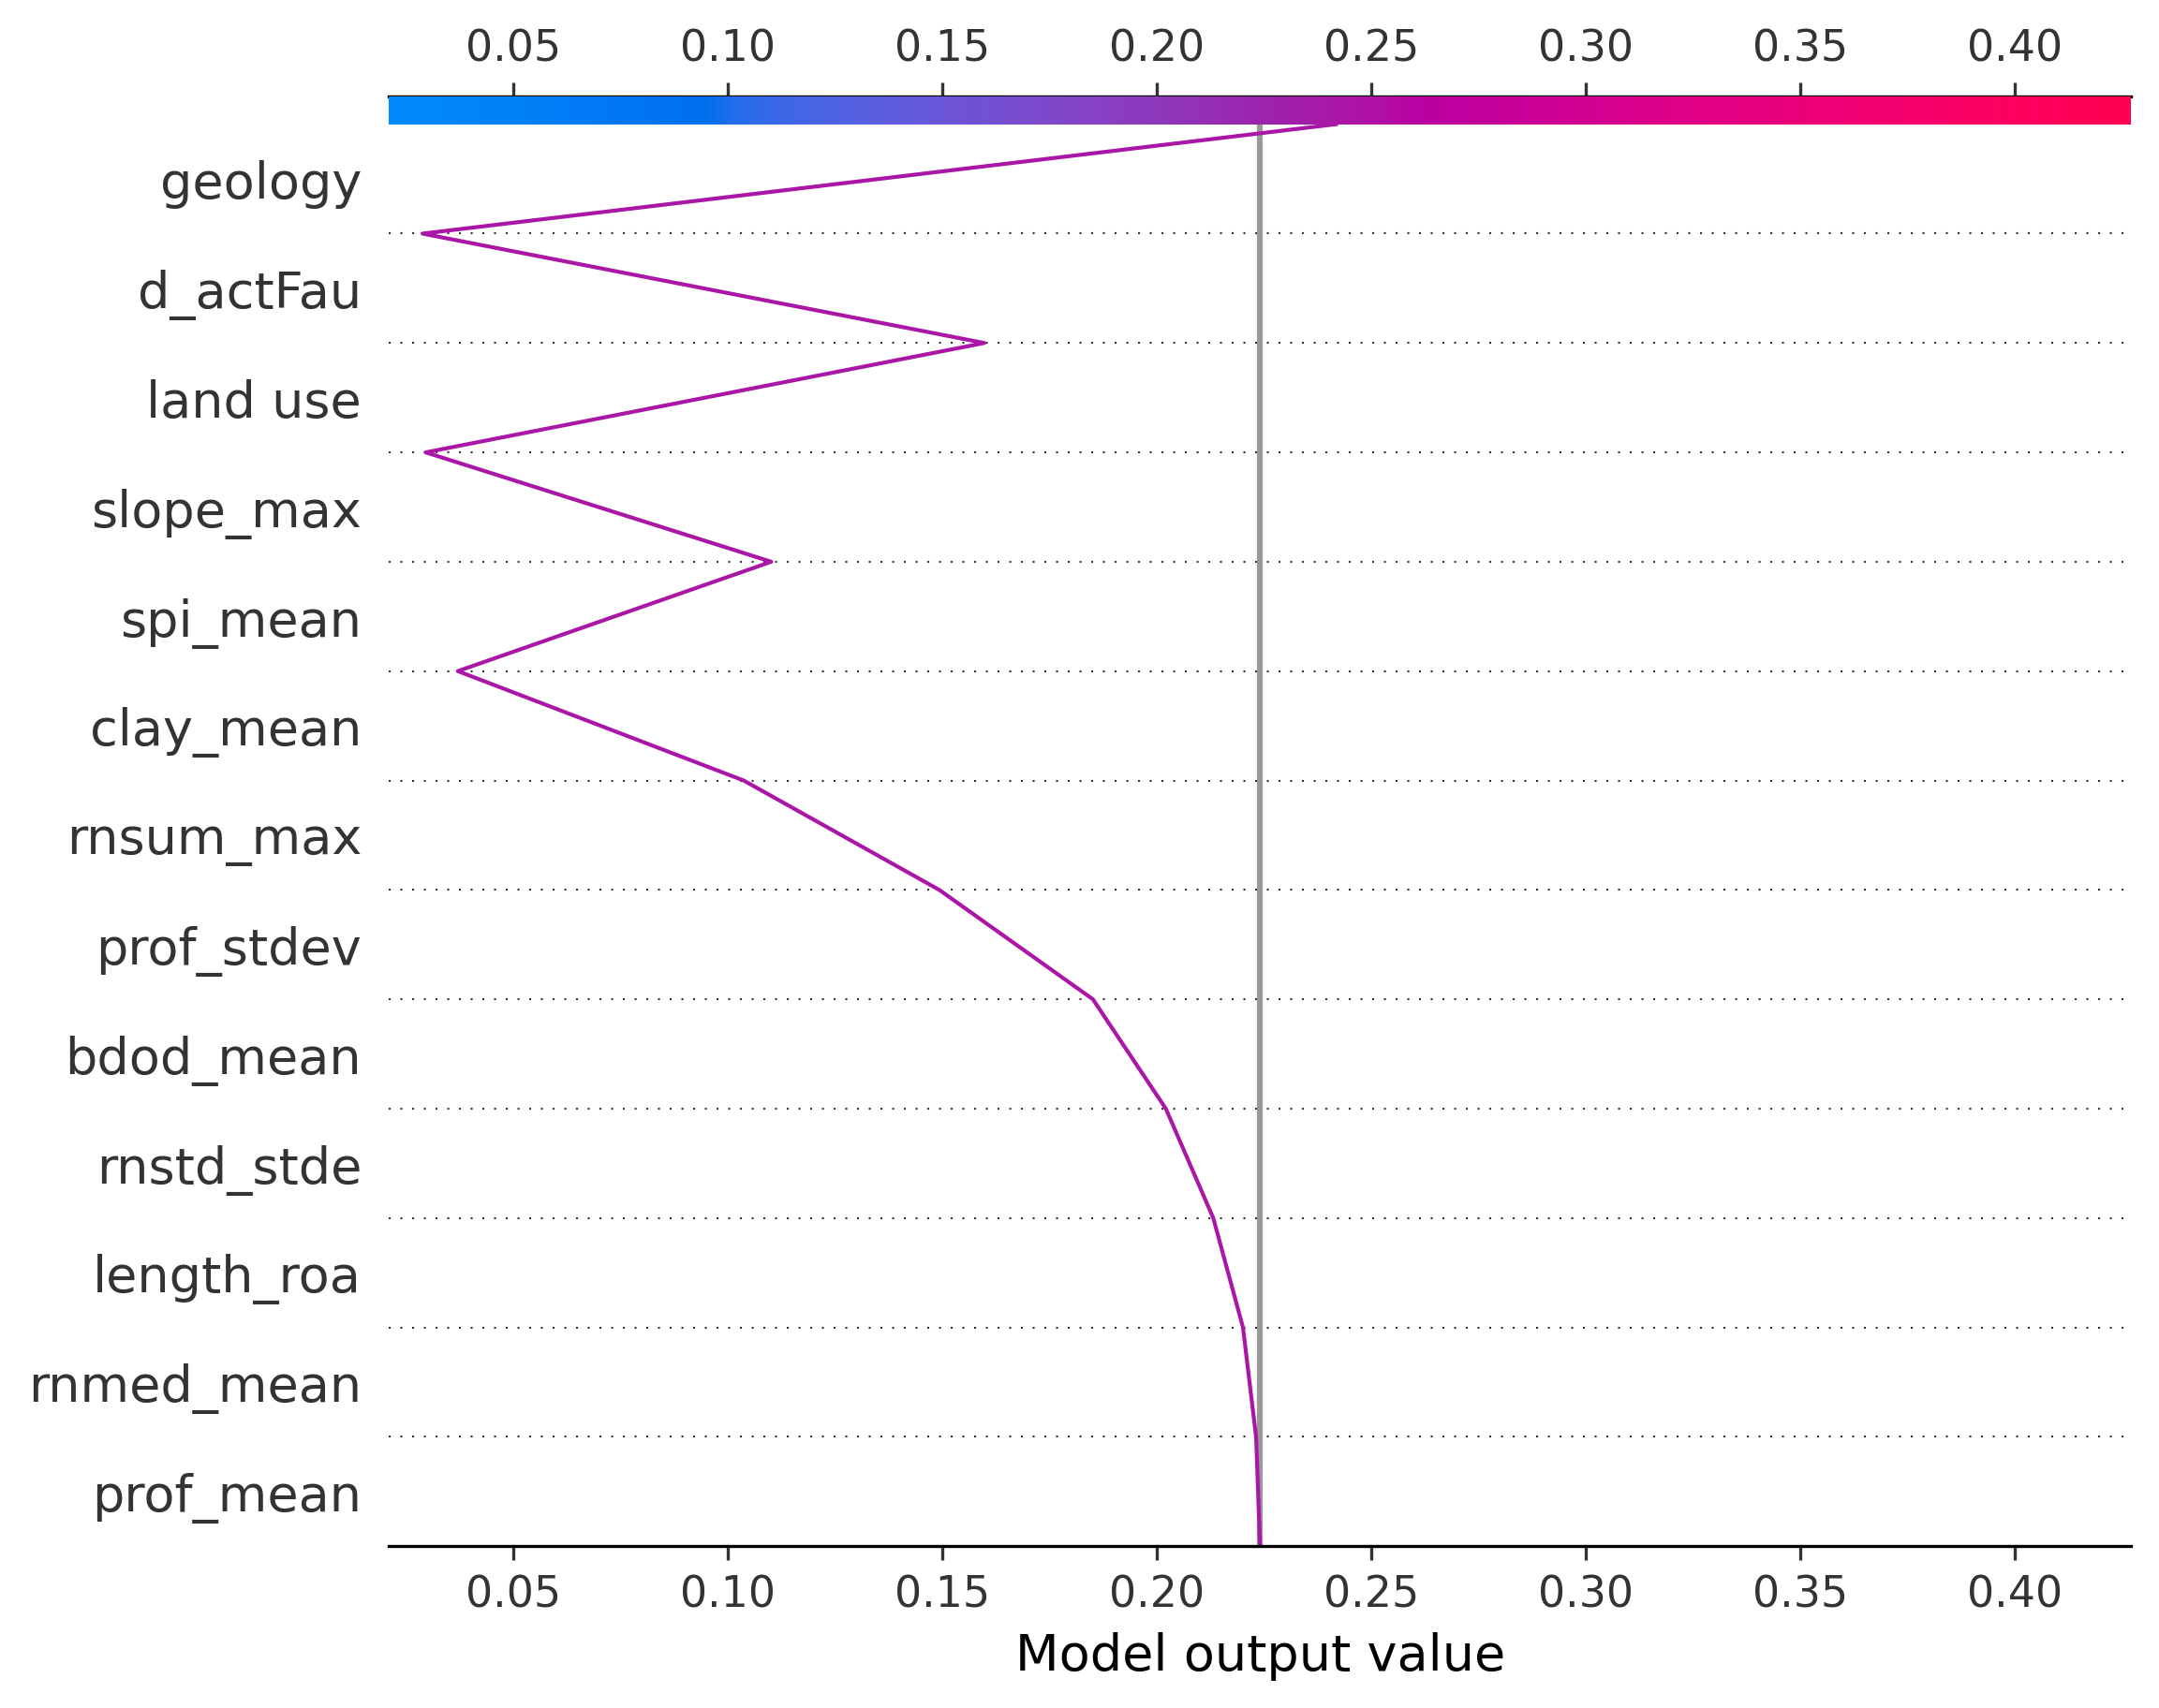 0.05 0.10 0.15 0.20 0.25 0.30 0.35 0.40
geology
d_actFau
land use
slope_max
spi_mean
clay_mean
rnsum_max
prof_stdev
bdod_mean
rnstd_stde
length_roa
rnmed_mean
prof_mean
0.05 0.10 0.15 0.20 0.25 0.30 0.35 0.40
Model output value